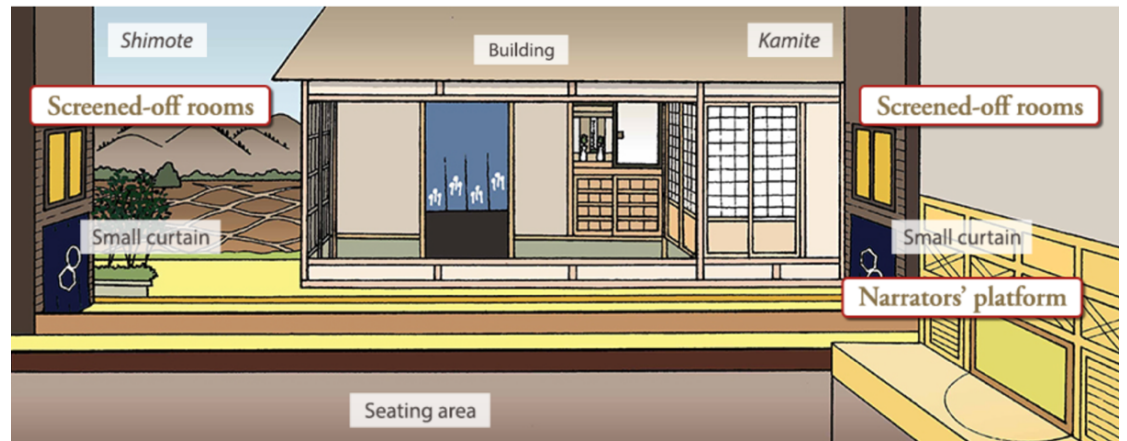 Shimote
Building
Kamite
Screened-off rooms
Screened-off rooms
Small curtain
Small curtain
Narrators' platform
Seating area